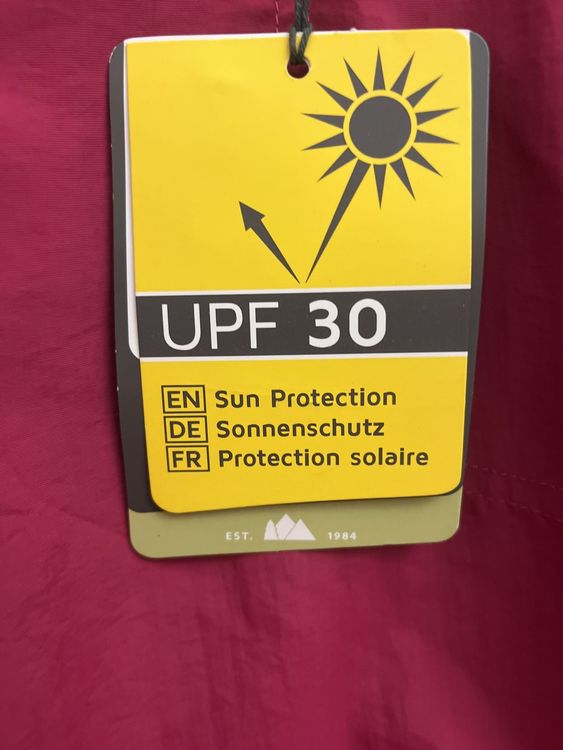 UPF 30
EN Sun Protection
DE Sonnenschutz
FR Protection solaire
EST. 1984